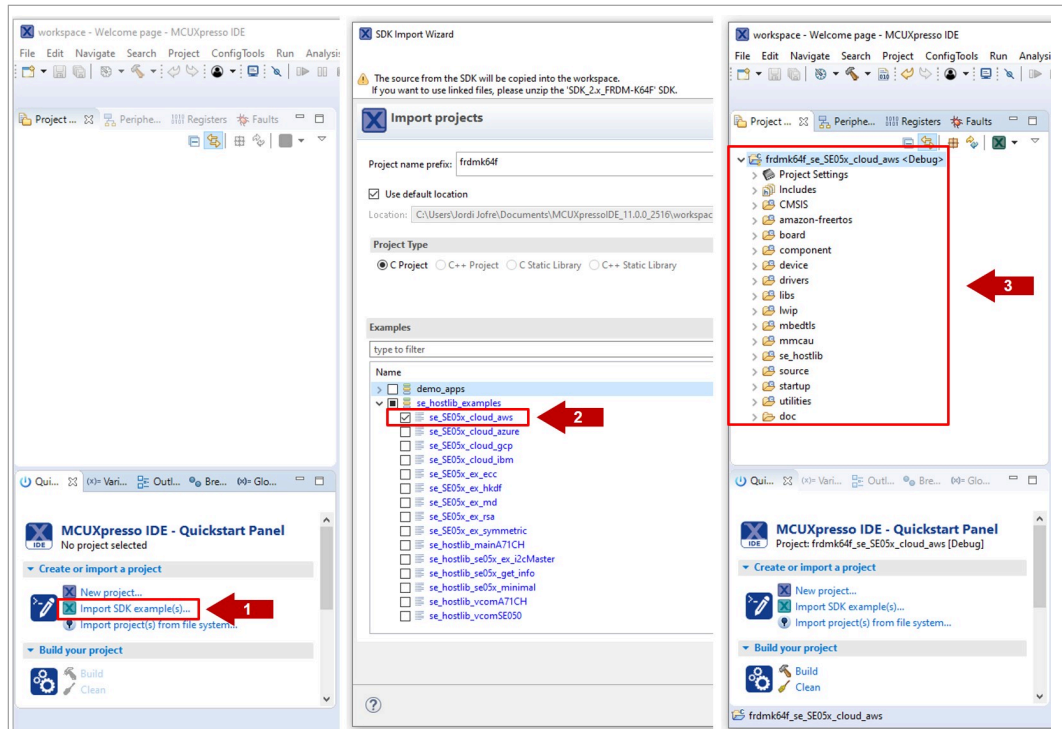 workspace - Welcome page - MCUXpresso IDE
File Edit Navigate Search Project ConfigTools Run Analysi
Project ... Periphe... Registers Faults
Qui... (x)= Vari... Outl... Bre... (x)= Glo...
MCUXpresso IDE - Quickstart Panel
IDE
No project selected
Create or import a project
New project...
Import SDK example(s)...
1
Import project(s) from file system...
Build your project
Build
Clean
SDK Import Wizard
The source from the SDK will be copied into the workspace.
If you want to use linked files, please unzip the 'SDK_2.x_FRDM-K64F' SDK.
Import projects
Project name prefix: frdmk64f
Use default location
Location: C:\Users\Jordi Jofre\Documents\MCUXpressoIDE_11.0.0_2516\workspac
Project Type
C Project C++ Project C Static Library C++ Static Library
Examples
type to filter
Name
demo_apps
se_hostlib_examples
se_SE05x_cloud_aws
2
se_SE05x_cloud_azure
se_SE05x_cloud_gcp
se_SE05x_cloud_ibm
se_SE05x_ex_ecc
se_SE05x_ex_hkdf
se_SE05x_ex_md
se_SE05x_ex_rsa
se_SE05x_ex_symmetric
se_hostlib_mainA71CH
se_hostlib_se05x_ex_i2cMaster
se_hostlib_se05x_get_info
se_hostlib_se05x_minimal
se_hostlib_vcomA71CH
se_hostlib_vcomSE050
workspace - Welcome page - MCUXpresso IDE
File Edit Navigate Search Project ConfigTools Run Analysi
Project ... Periphe... Registers Faults
frdmk64f_se_SE05x_cloud_aws <Debug>
Project Settings
Includes
CMSIS
amazon-freertos
board
component
device
drivers
libs
lwip
mbedtls
mmcau
se_hostlib
source
startup
utilities
doc
3
Qui... (x)= Vari... Outl... Bre... (x)= Glo...
MCUXpresso IDE - Quickstart Panel
IDE
Project: frdmk64f_se_SE05x_cloud_aws [Debug]
Create or import a project
New project...
Import SDK example(s)...
Import project(s) from file system...
Build your project
Build
Clean
frdmk64f_se_SE05x_cloud_aws